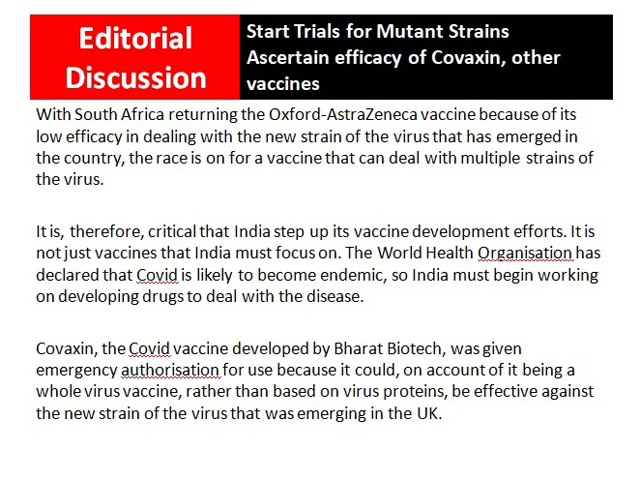 Editorial
Discussion
Start Trials for Mutant Strains
Ascertain efficacy of Covaxin, other
vaccines
With South Africa returning the Oxford-AstraZeneca vaccine because of its
low efficacy in dealing with the new strain of the virus that has emerged in
the country, the race is on for a vaccine that can deal with multiple strains of
the virus.
It is, therefore, critical that India step up its vaccine development efforts. It is
not just vaccines that India must focus on. The World Health Organisation has
declared that Covid is likely to become endemic, so India must begin working
on developing drugs to deal with the disease.
Covaxin, the Covid vaccine developed by Bharat Biotech, was given
emergency authorisation for use because it could, on account of it being a
whole virus vaccine, rather than based on virus proteins, be effective against
the new strain of the virus that was emerging in the UK.